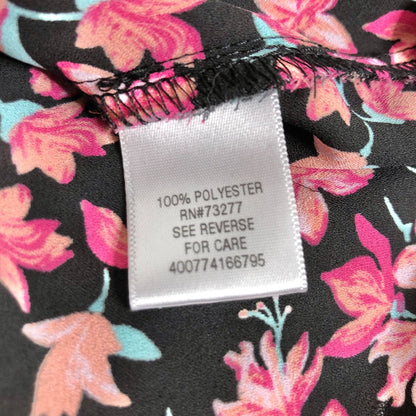 100% POLYESTER
RN#73277
SEE REVERSE
FOR CARE
400774166795